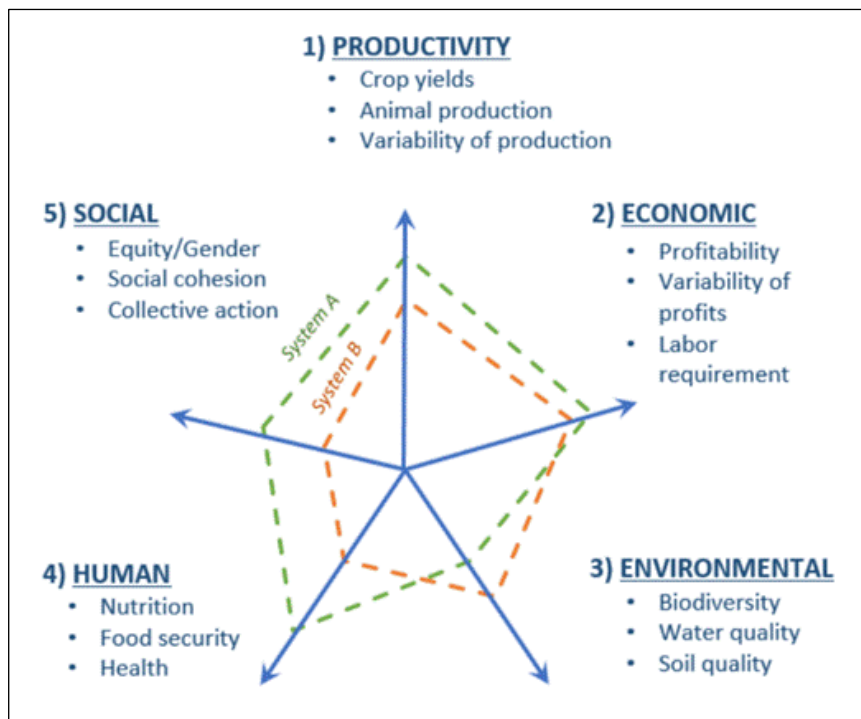 1) PRODUCTIVITY
• Crop yields
• Animal production
• Variability of production
5) SOCIAL
• Equity/Gender
• Social cohesion
• Collective action
2) ECONOMIC
• Profitability
• Variability of
profits
• Labor
requirement
System A
System B
4) HUMAN
• Nutrition
• Food security
• Health
3) ENVIRONMENTAL
• Biodiversity
• Water quality
• Soil quality